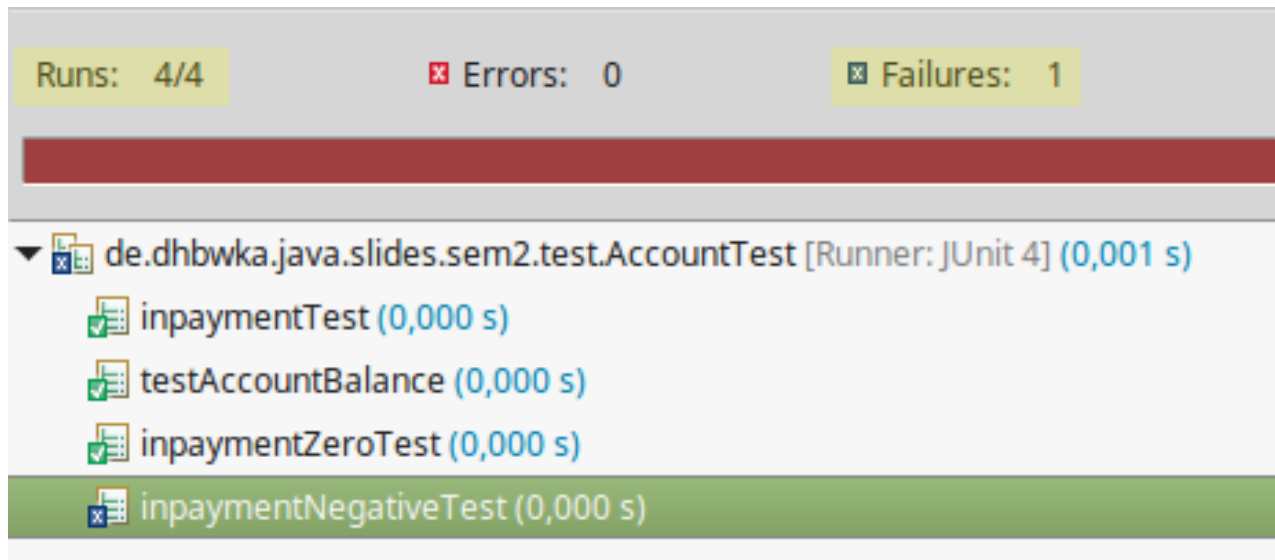 Runs: 4/4 Errors: 0 Failures: 1
de.dhbwka.java.slides.sem2.test.AccountTest [Runner: JUnit 4] (0,001 s)
inpaymentTest (0,000 s)
testAccountBalance (0,000 s)
inpaymentZeroTest (0,000 s)
inpaymentNegativeTest (0,000 s)